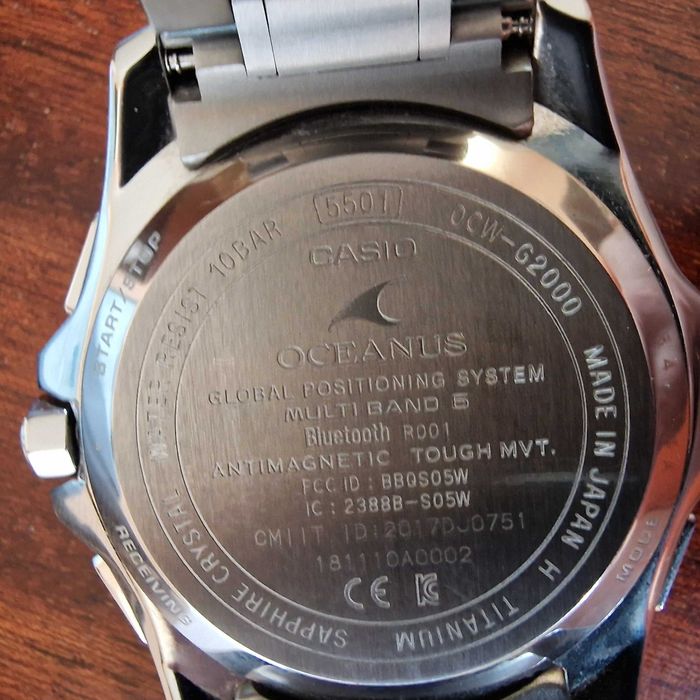 WATER RESIST 10BAR [5501] OCW-G2000 MADE IN JAPAN H TITANIUM SAPPHIRE CRYSTAL
CASIO
OCEANUS
GLOBAL POSITIONING SYSTEM
MULTI BAND 6
Bluetooth R001
ANTIMAGNETIC TOUGH MVT.
FCC ID : BBQS05W
IC : 2388B-S05W
CMIIT ID:2017DJ0751
181110A0002
CE
START/STOP
RECEIVING
MODE